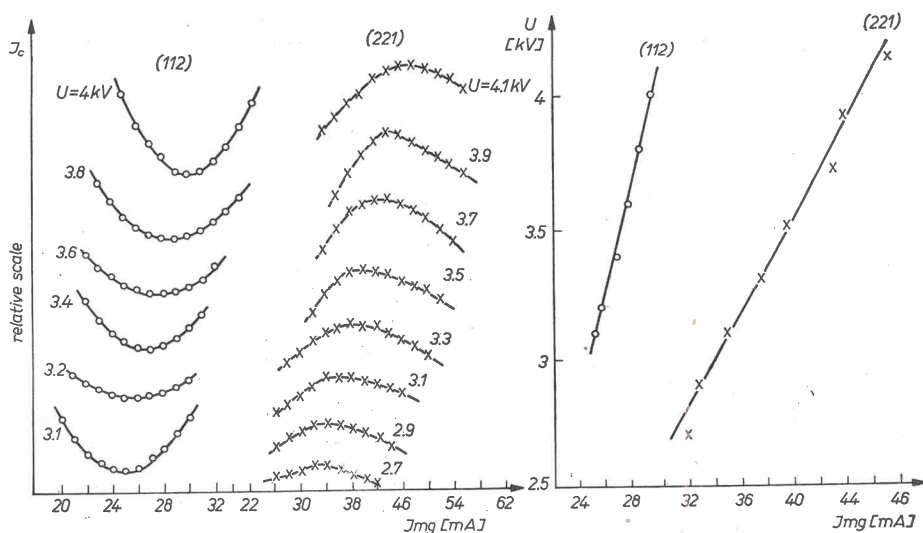 Jc
(112)
(221)
U=4kV
U=4.1kV
3.8
3.9
3.7
3.6
3.5
3.4
3.3
3.2
3.1
3.1
2.9
2.7
relative scale
20 24 28 32 22 30 38 46 54 62
Jmg [mA]
U
[kV]
(112)
(221)
4
3.5
3
2.5
24 28 32 36 40 44 46
Jmg [mA]